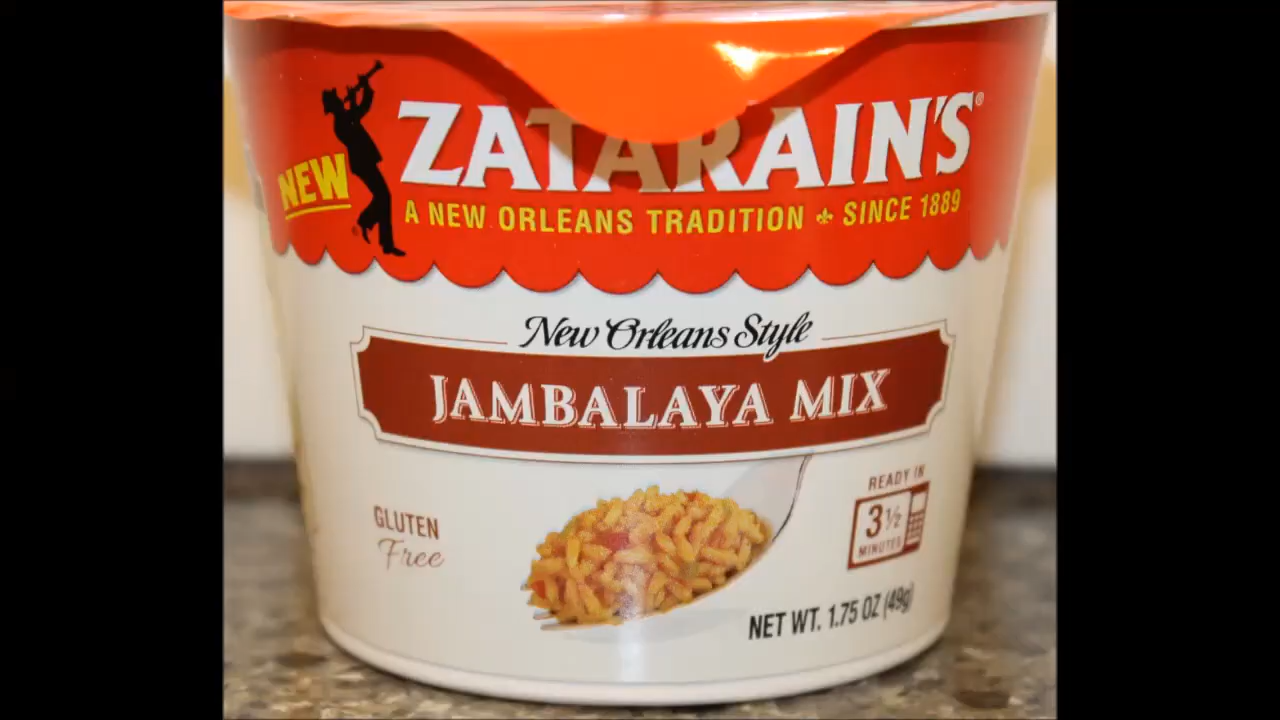 NEW
ZATARAIN'S®
A NEW ORLEANS TRADITION ⚜ SINCE 1889
New Orleans Style
JAMBALAYA MIX
GLUTEN
Free
READY IN
3½
MINUTES
NET WT. 1.75 OZ (49g)